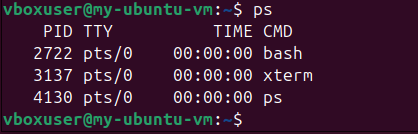 vboxuser@my-ubuntu-vm:~$ ps
    PID TTY          TIME CMD
   2722 pts/0    00:00:00 bash
   3137 pts/0    00:00:00 xterm
   4130 pts/0    00:00:00 ps
vboxuser@my-ubuntu-vm:~$